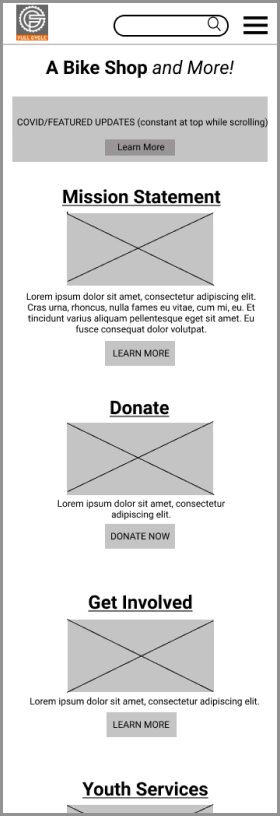 FULL CYCLE
A Bike Shop and More!
COVID/FEATURED UPDATES (constant at top while scrolling)
Learn More
Mission Statement
Lorem ipsum dolor sit amet, consectetur adipiscing elit.
Cras urna, rhoncus, nulla fames eu vitae, cum mi, eu. Et
tincidunt varius aliquam pellentesque eget sit amet. Eu
fusce consequat dolor volutpat.
LEARN MORE
Donate
Lorem ipsum dolor sit amet, consectetur
adipiscing elit.
DONATE NOW
Get Involved
Lorem ipsum dolor sit amet, consectetur adipiscing elit.
LEARN MORE
Youth Services